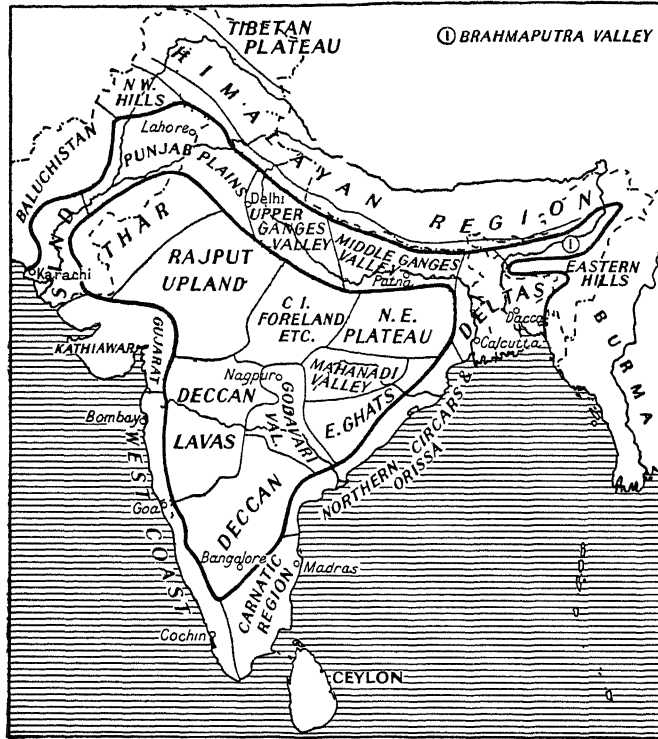 TIBETAN
PLATEAU
① BRAHMAPUTRA VALLEY
N.W.
HILLS
HIMALAYAN REGION
Lahore
BALUCHISTAN
PUNJAB PLAINS
SIND
THAR
Delhi
UPPER
GANGES
VALLEY
MIDDLE GANGES
VALLEY
Patna
①
EASTERN
HILLS
Karachi
RAJPUT
UPLAND
C I.
FORELAND
ETC.
N. E.
PLATEAU
DELTAS
Dacca
Calcutta
BURMA
KATHIAWAR
GUJARAT
Nagpur
MAHANADI
VALLEY
DECCAN
LAVAS
GODAVARI
VAL.
E. GHATS
NORTHERN CIRCARS &
ORISSA
Bombay
WEST COAST
Goa
DECCAN
Bangalore
Madras
CARNATIC
REGION
Cochin
CEYLON